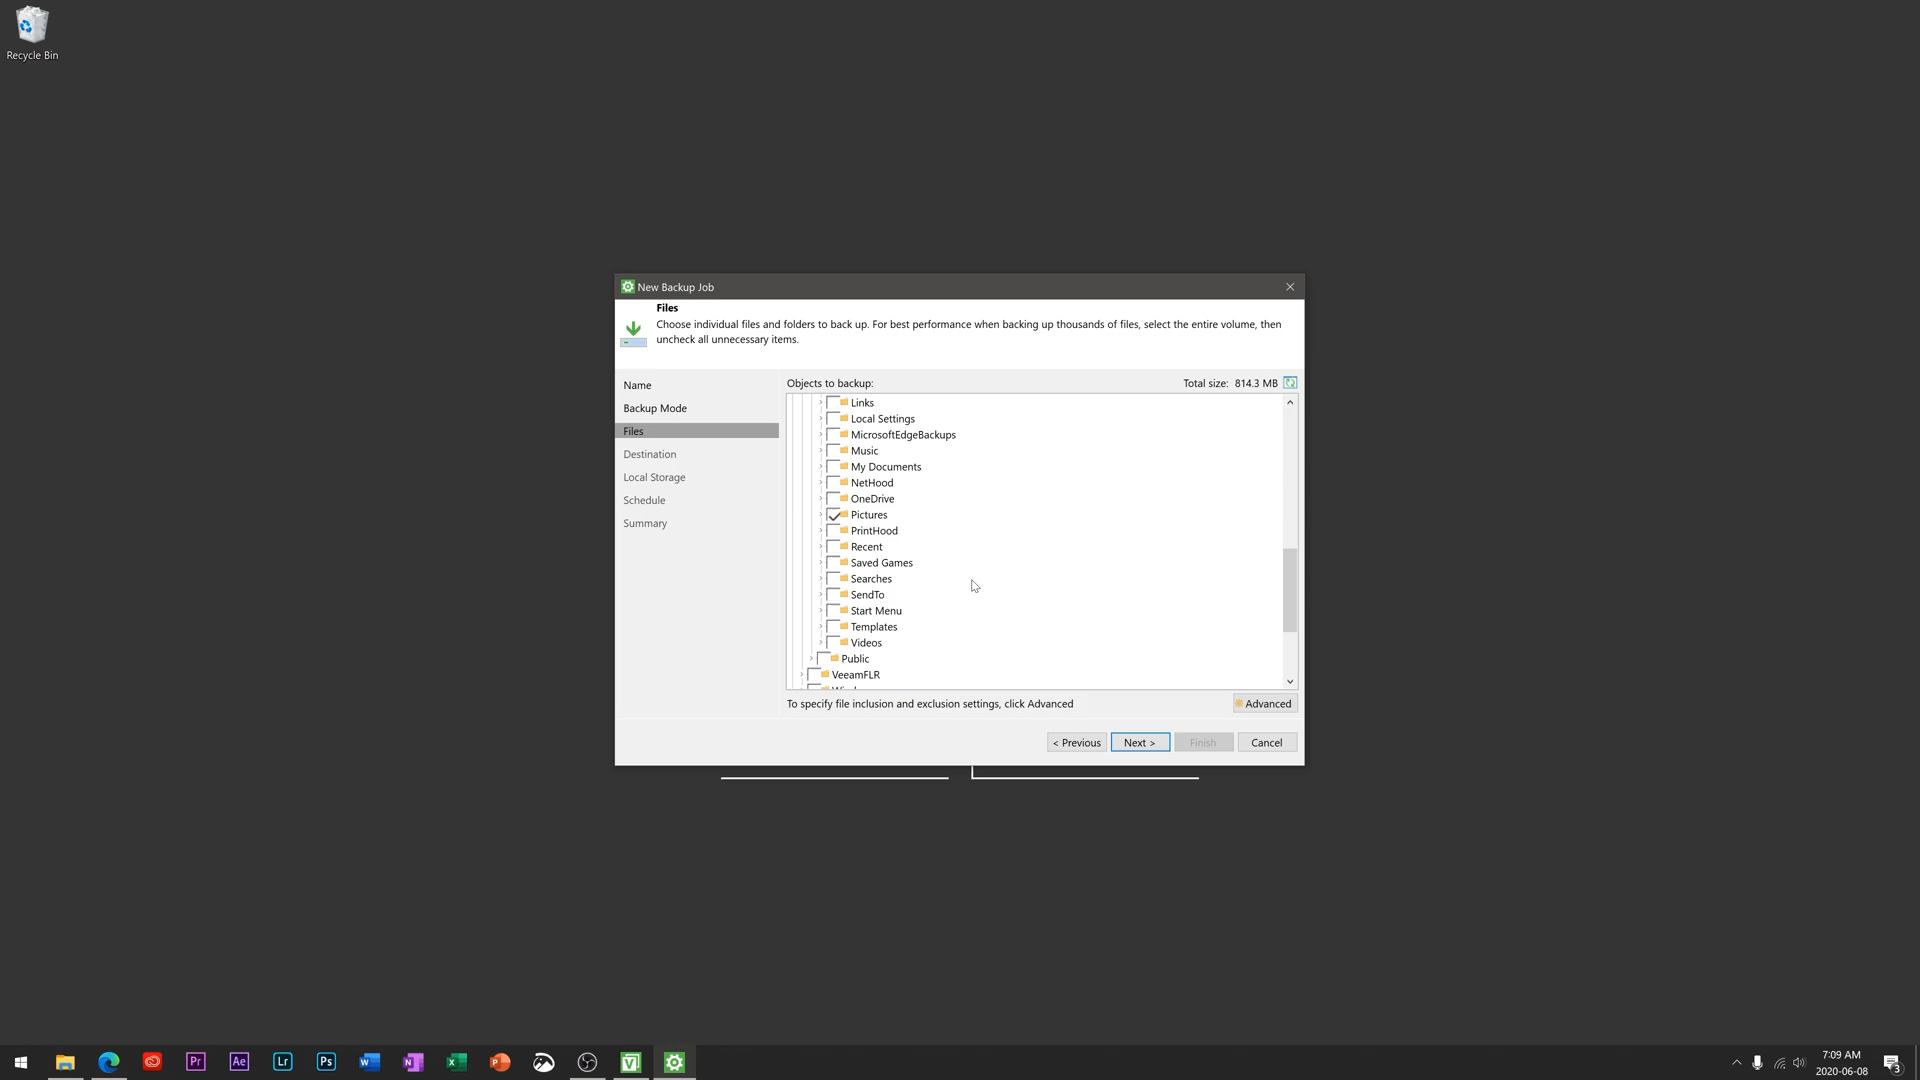 Recycle Bin
New Backup Job
Files
Choose individual files and folders to back up. For best performance when backing up thousands of files, select the entire volume, then
uncheck all unnecessary items.
Name
Backup Mode
Files
Destination
Local Storage
Schedule
Summary
Objects to backup:
Total size: 814.3 MB
Links
Local Settings
MicrosoftEdgeBackups
Music
My Documents
NetHood
OneDrive
Pictures
PrintHood
Recent
Saved Games
Searches
SendTo
Start Menu
Templates
Videos
Public
VeeamFLR
To specify file inclusion and exclusion settings, click Advanced
Advanced
< Previous
Next >
Finish
Cancel
Pr
Ae
Lr
Ps
W
N
X
P
V
7:09 AM
2020-06-08
3